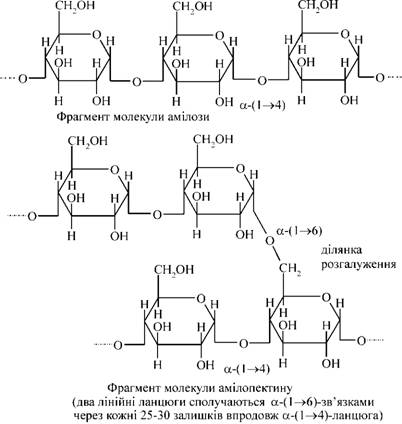 CH₂OH CH₂OH CH₂OH
H O H H O H H O H
H H H
OH H OH H OH H
O O O O
H OH H OH H OH α-(1→4)
Фрагмент молекули амілози
CH₂OH CH₂OH
H O H H O H
H H
OH H OH H
O O
α-(1→6)
H OH H OH O
ділянка
розгалуження
CH₂OH CH₂
H O H H O H
H H
OH H OH H
O O O
H OH α-(1→4) H OH
Фрагмент молекули амілопектину
(два лінійні ланцюги сполучаються α-(1→6)-зв’язками
через кожні 25-30 залишків впродовж α-(1→4)-ланцюга)